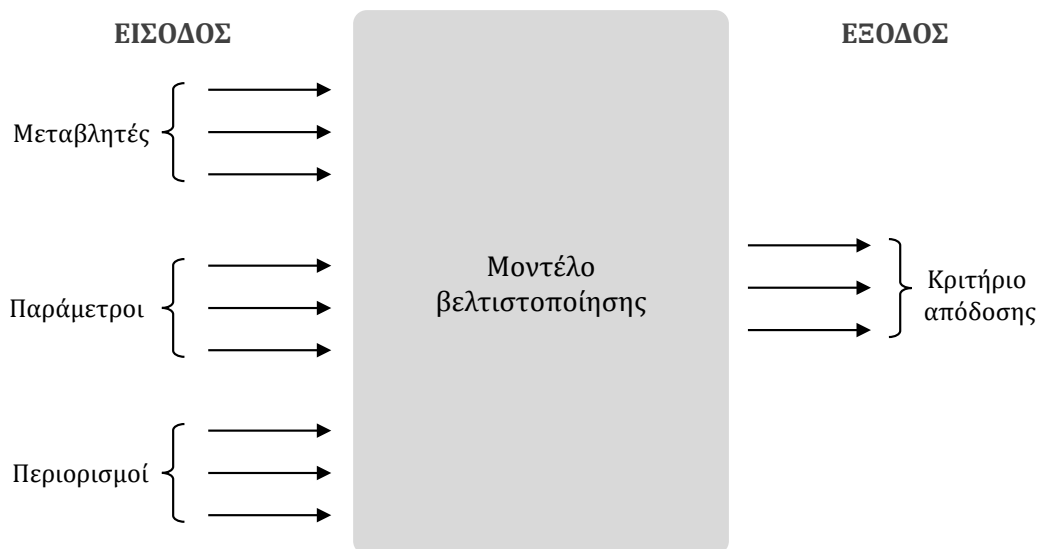 ΕΙΣΟΔΟΣ
ΕΞΟΔΟΣ
Μεταβλητές
Παράμετροι
Περιορισμοί
Μοντέλο
βελτιστοποίησης
Κριτήριο
απόδοσης